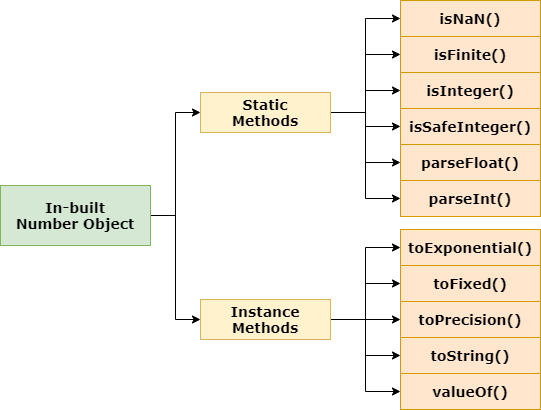 In-built
Number Object
Static
Methods
isNaN()
isFinite()
isInteger()
isSafeInteger()
parseFloat()
parseInt()
Instance
Methods
toExponential()
toFixed()
toPrecision()
toString()
valueOf()